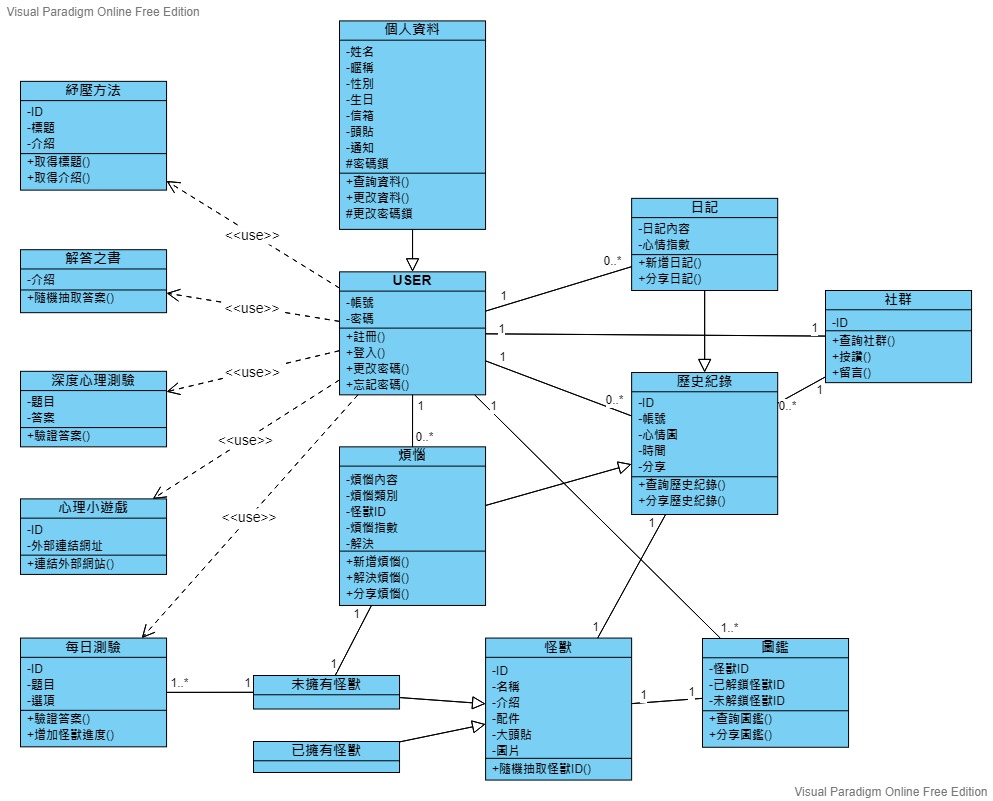 Visual Paradigm Online Free Edition
個人資料
-姓名
-暱稱
-性別
-生日
-信箱
-頭貼
-通知
#密碼鎖
+查詢資料()
+更改資料()
#更改密碼鎖
紓壓方法
-ID
-標題
-介紹
+取得標題()
+取得介紹()
<<use>>
解答之書
-介紹
+隨機抽取答案()
<<use>>
USER
-帳號
-密碼
+註冊()
+登入()
+更改密碼()
+忘記密碼()
日記
-日記內容
-心情指數
+新增日記()
+分享日記()
0..*
1
社群
-ID
+查詢社群()
+按讚()
+留言()
1
1
1
深度心理測驗
-題目
-答案
+驗證答案()
<<use>>
1
0..*
歷史紀錄
-ID
-帳號
-心情圖
-時間
-分享
+查詢歷史紀錄()
+分享歷史紀錄()
0..*
1
1
0..*
1
<<use>>
煩惱
-煩惱內容
-煩惱類別
-怪獸ID
-煩惱指數
-解決
+新增煩惱()
+解決煩惱()
+分享煩惱()
心理小遊戲
-ID
-外部連結網址
+連結外部網站()
<<use>>
1
1
1
1..*
每日測驗
-ID
-題目
-選項
+驗證答案()
+增加怪獸進度()
1..*
1
未擁有怪獸
已擁有怪獸
怪獸
-ID
-名稱
-介紹
-配件
-大頭貼
-圖片
+隨機抽取怪獸ID()
1
1
圖鑑
-怪獸ID
-已解鎖怪獸ID
-未解鎖怪獸ID
+查詢圖鑑()
+分享圖鑑()
Visual Paradigm Online Free Edition